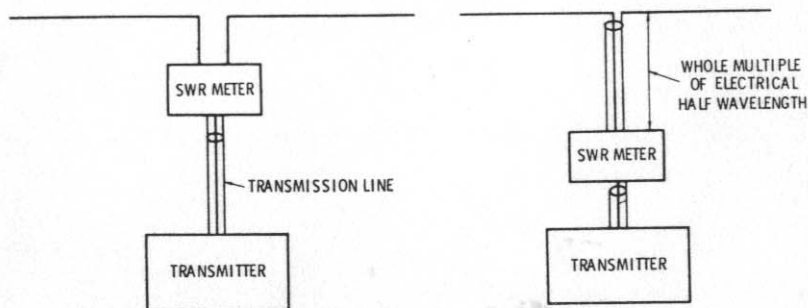 SWR METER
TRANSMISSION LINE
TRANSMITTER
WHOLE MULTIPLE
OF ELECTRICAL
HALF WAVELENGTH
SWR METER
TRANSMITTER